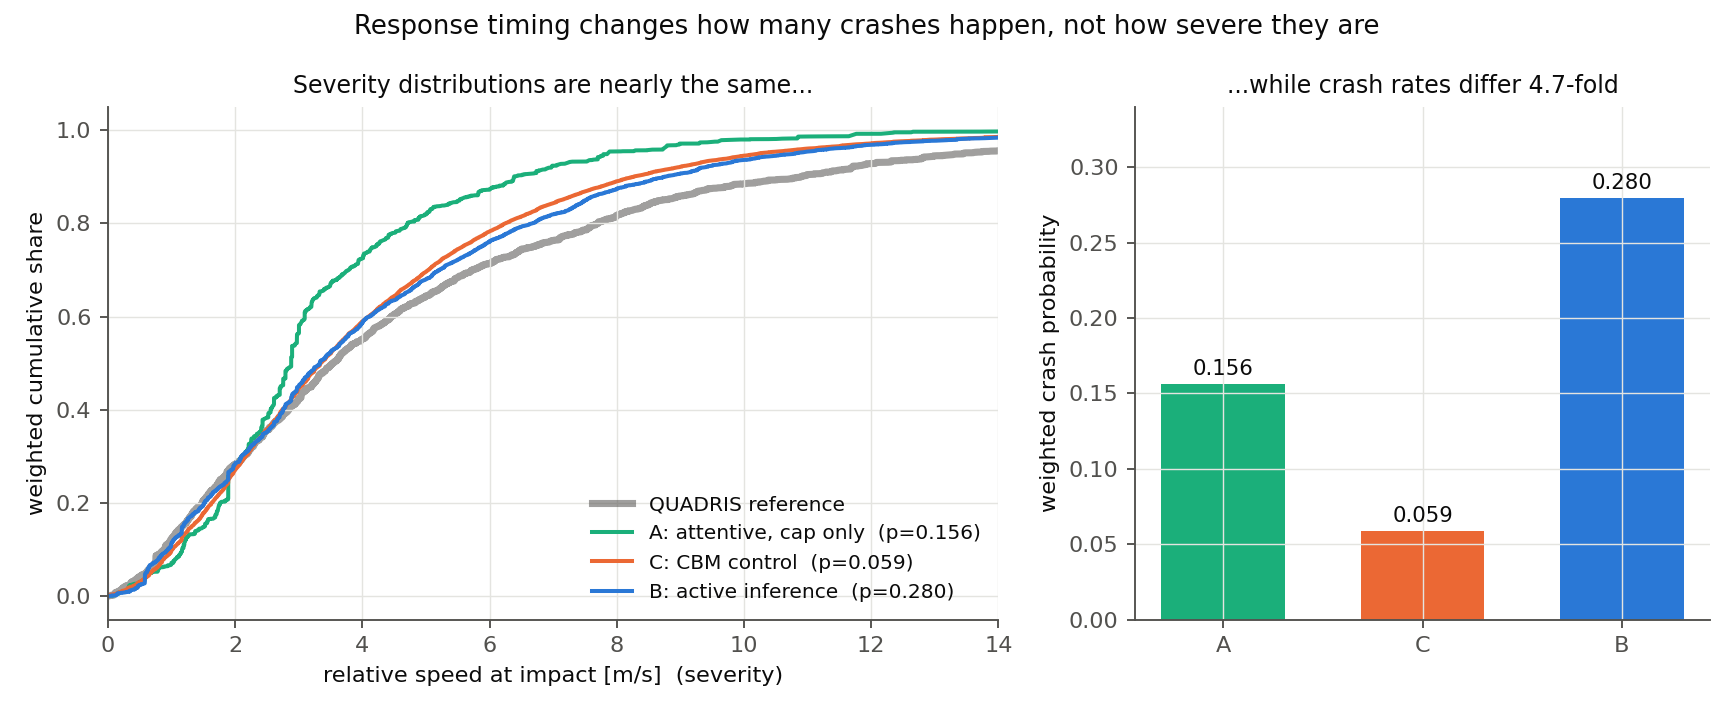 Response timing changes how many crashes happen, not how severe they are
Severity distributions are nearly the same...
1.0
0.8
0.6
0.4
0.2
0.0
weighted cumulative share
0
2
4
6
8
10
12
14
relative speed at impact [m/s]  (severity)
QUADRIS reference
A: attentive, cap only  (p=0.156)
C: CBM control  (p=0.059)
B: active inference  (p=0.280)
...while crash rates differ 4.7-fold
0.30
0.25
0.20
0.15
0.10
0.05
0.00
weighted crash probability
0.156
0.059
0.280
A
C
B